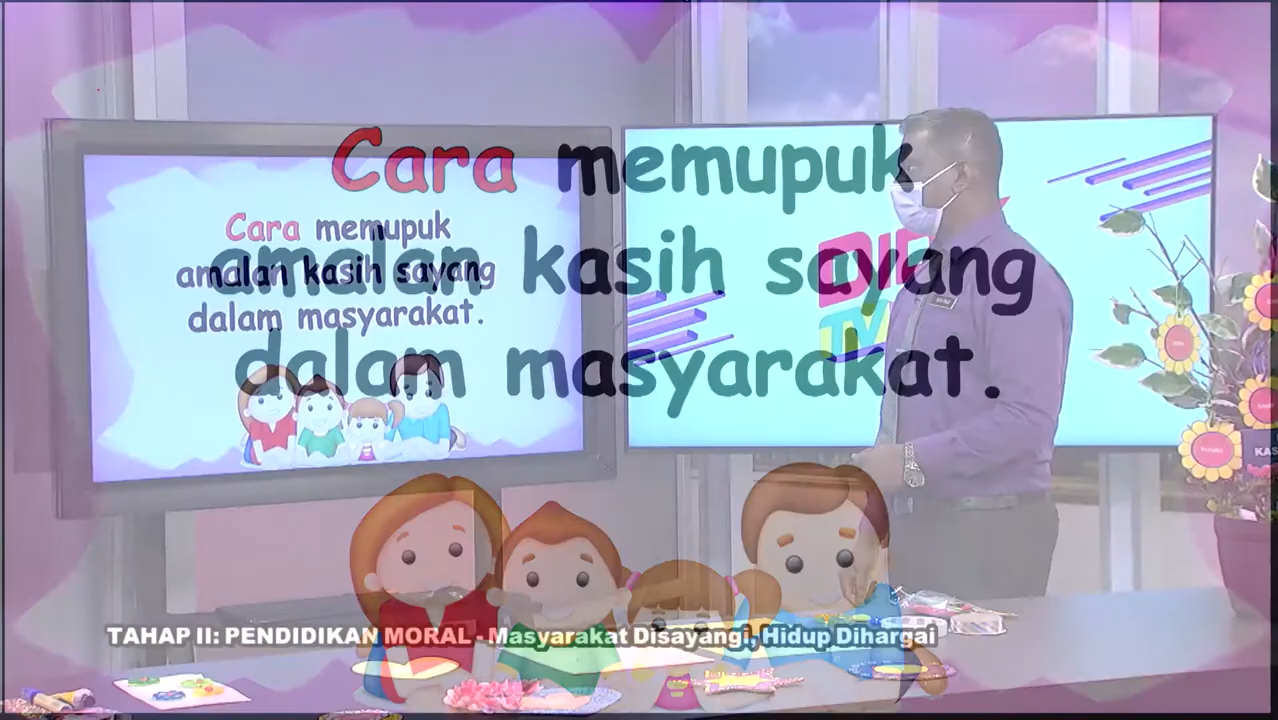 Cara memupuk
amalan kasih sayang
dalam masyarakat.
Cara memupuk
amalan kasih sayang
dalam masyarakat.
TV
TAHAP II: PENDIDIKAN MORAL - Masyarakat Disayangi, Hidup Dihargai